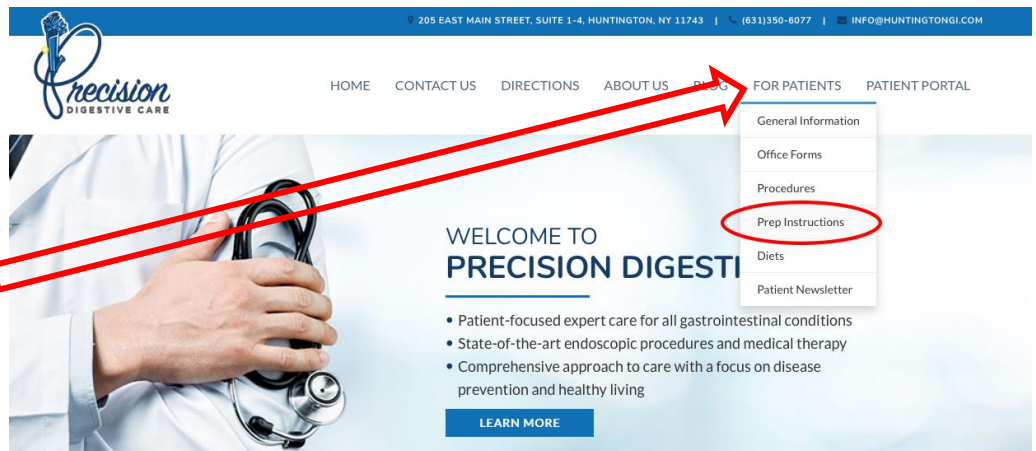 205 EAST MAIN STREET, SUITE 1-4, HUNTINGTON, NY 11743 | (631)350-6077 | INFO@HUNTINGTONGI.COM
Precision
DIGESTIVE CARE
HOME CONTACT US DIRECTIONS ABOUT US BLOG FOR PATIENTS PATIENT PORTAL
General Information
Office Forms
Procedures
Prep Instructions
Diets
Patient Newsletter
WELCOME TO
PRECISION DIGESTI
• Patient-focused expert care for all gastrointestinal conditions
• State-of-the-art endoscopic procedures and medical therapy
• Comprehensive approach to care with a focus on disease
prevention and healthy living
LEARN MORE